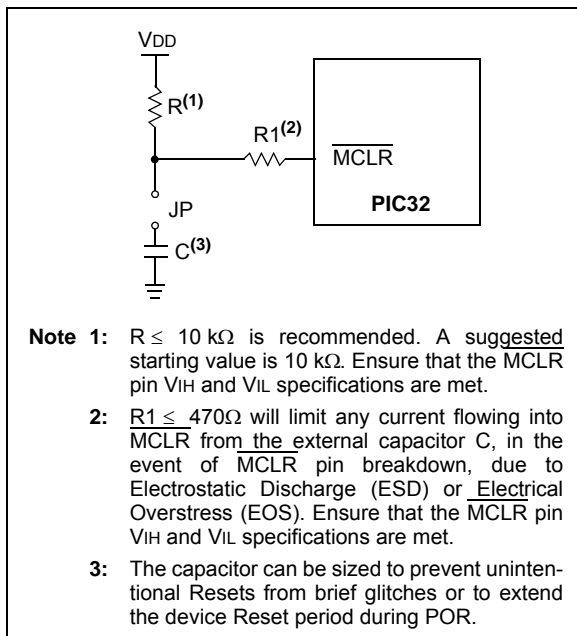 VDD
R(1)
R1(2)
MCLR
JP
PIC32
C(3)
Note 1: R ≤ 10 kΩ is recommended. A suggested
starting value is 10 kΩ. Ensure that the MCLR
pin VIH and VIL specifications are met.
2: R1 ≤ 470Ω will limit any current flowing into
MCLR from the external capacitor C, in the
event of MCLR pin breakdown, due to
Electrostatic Discharge (ESD) or Electrical
Overstress (EOS). Ensure that the MCLR pin
VIH and VIL specifications are met.
3: The capacitor can be sized to prevent uninten-
tional Resets from brief glitches or to extend
the device Reset period during POR.